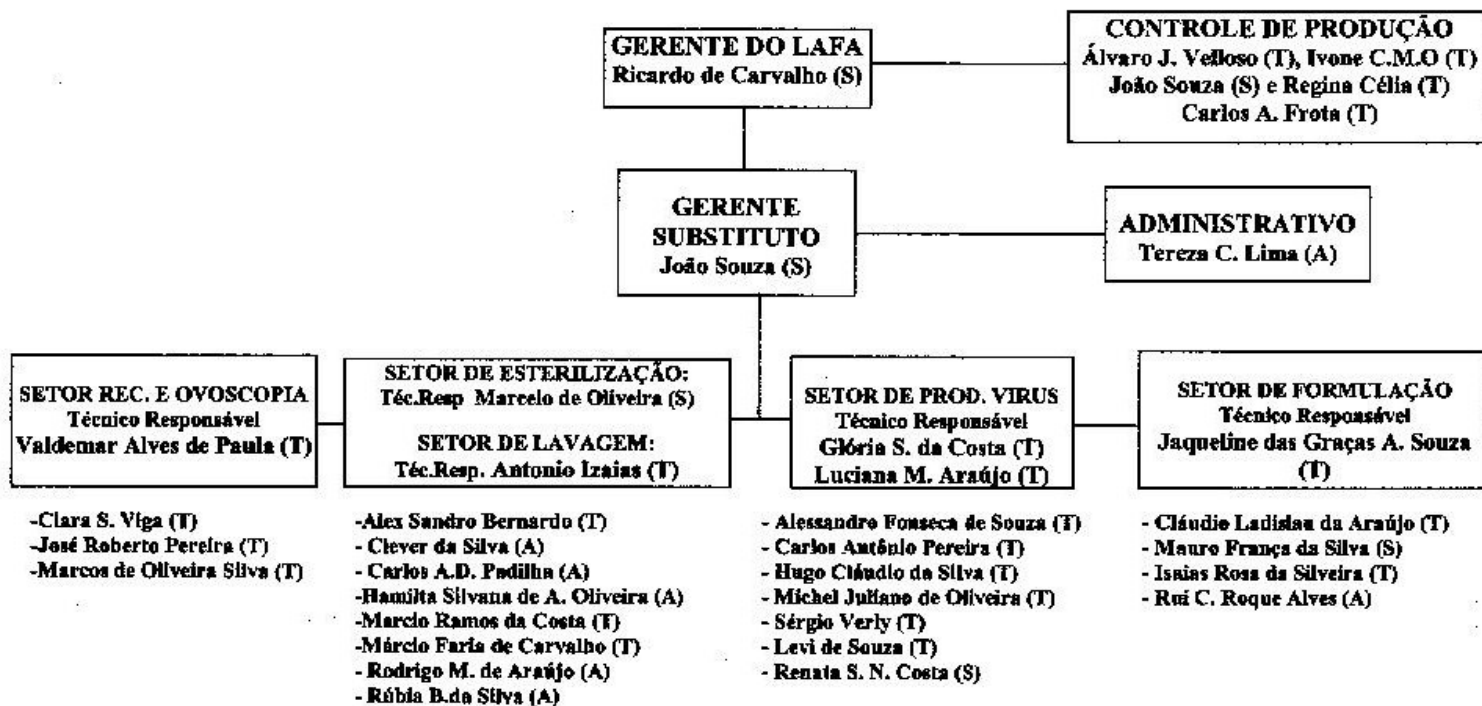 GERENTE DO LAFA
Ricardo de Carvalho (S)
CONTROLE DE PRODUÇÃO
Álvaro J. Velloso (T), Ivone C.M.O (T)
João Souza (S) e Regina Célia (T)
Carlos A. Frota (T)
GERENTE
SUBSTITUTO
João Souza (S)
ADMINISTRATIVO
Tereza C. Lima (A)
SETOR REC. E OVOSCOPIA
Técnico Responsável
Valdemar Alves de Paula (T)
-Clara S. Viga (T)
-José Roberto Pereira (T)
-Marcos de Oliveira Silva (T)
SETOR DE ESTERILIZAÇÃO:
Téc.Resp Marcelo de Oliveira (S)
SETOR DE LAVAGEM:
Téc.Resp. Antonio Izaias (T)
-Alex Sandro Bernardo (T)
- Clever da Silva (A)
- Carlos A.D. Padilha (A)
-Hamilta Silvana de A. Oliveira (A)
-Marcio Ramos da Costa (T)
-Márcio Faria de Carvalho (T)
- Rodrigo M. de Araújo (A)
- Rúbia B.da Silva (A)
SETOR DE PROD. VIRUS
Técnico Responsável
Glória S. da Costa (T)
Luciana M. Araújo (T)
- Alessandro Fonseca de Souza (T)
- Carlos Antônio Pereira (T)
- Hugo Cláudio da Silva (T)
- Michel Juliano de Oliveira (T)
- Sérgio Verly (T)
- Levi de Souza (T)
- Renata S. N. Costa (S)
SETOR DE FORMULAÇÃO
Técnico Responsável
Jaqueline das Graças A. Souza
(T)
- Cláudio Ladislau da Araújo (T)
- Mauro França da Silva (S)
- Isaias Rosa da Silveira (T)
- Rui C. Roque Alves (A)